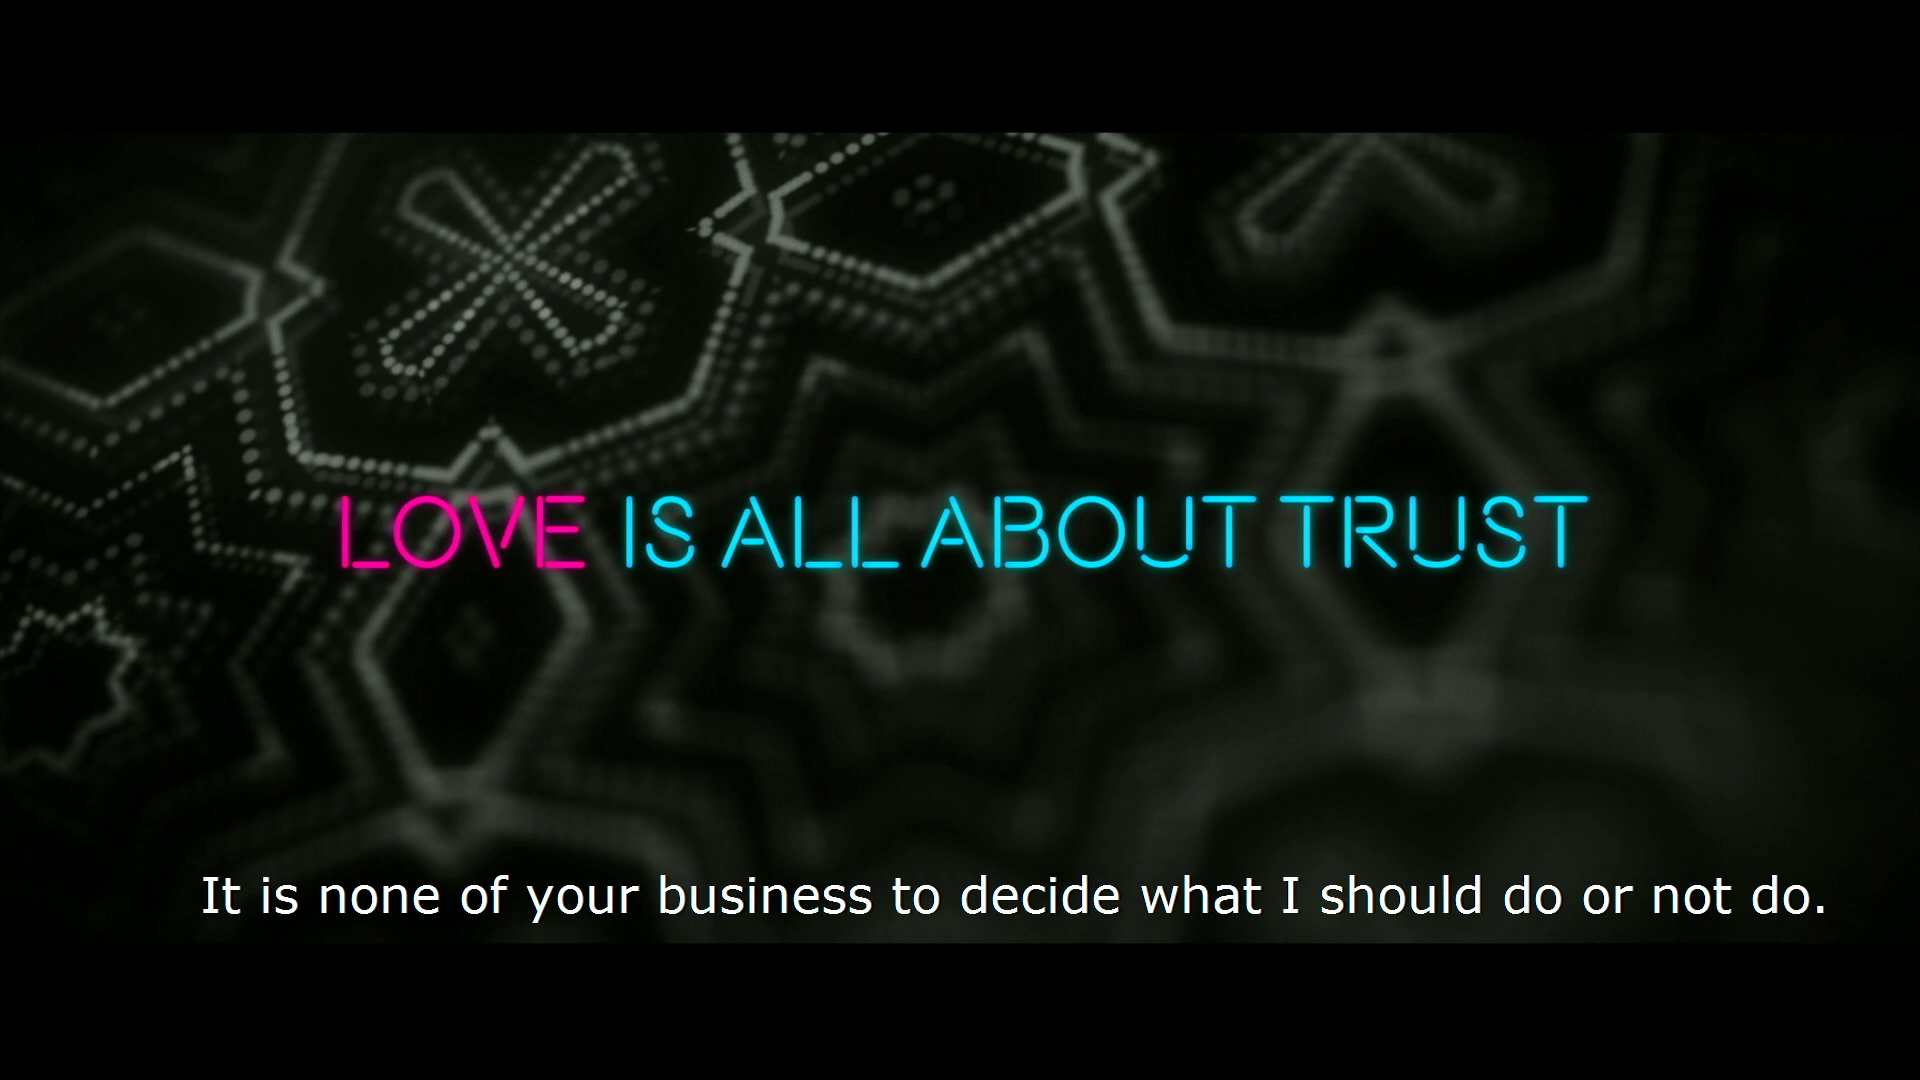 LOVE IS ALL ABOUT TRUST
It is none of your business to decide what I should do or not do.